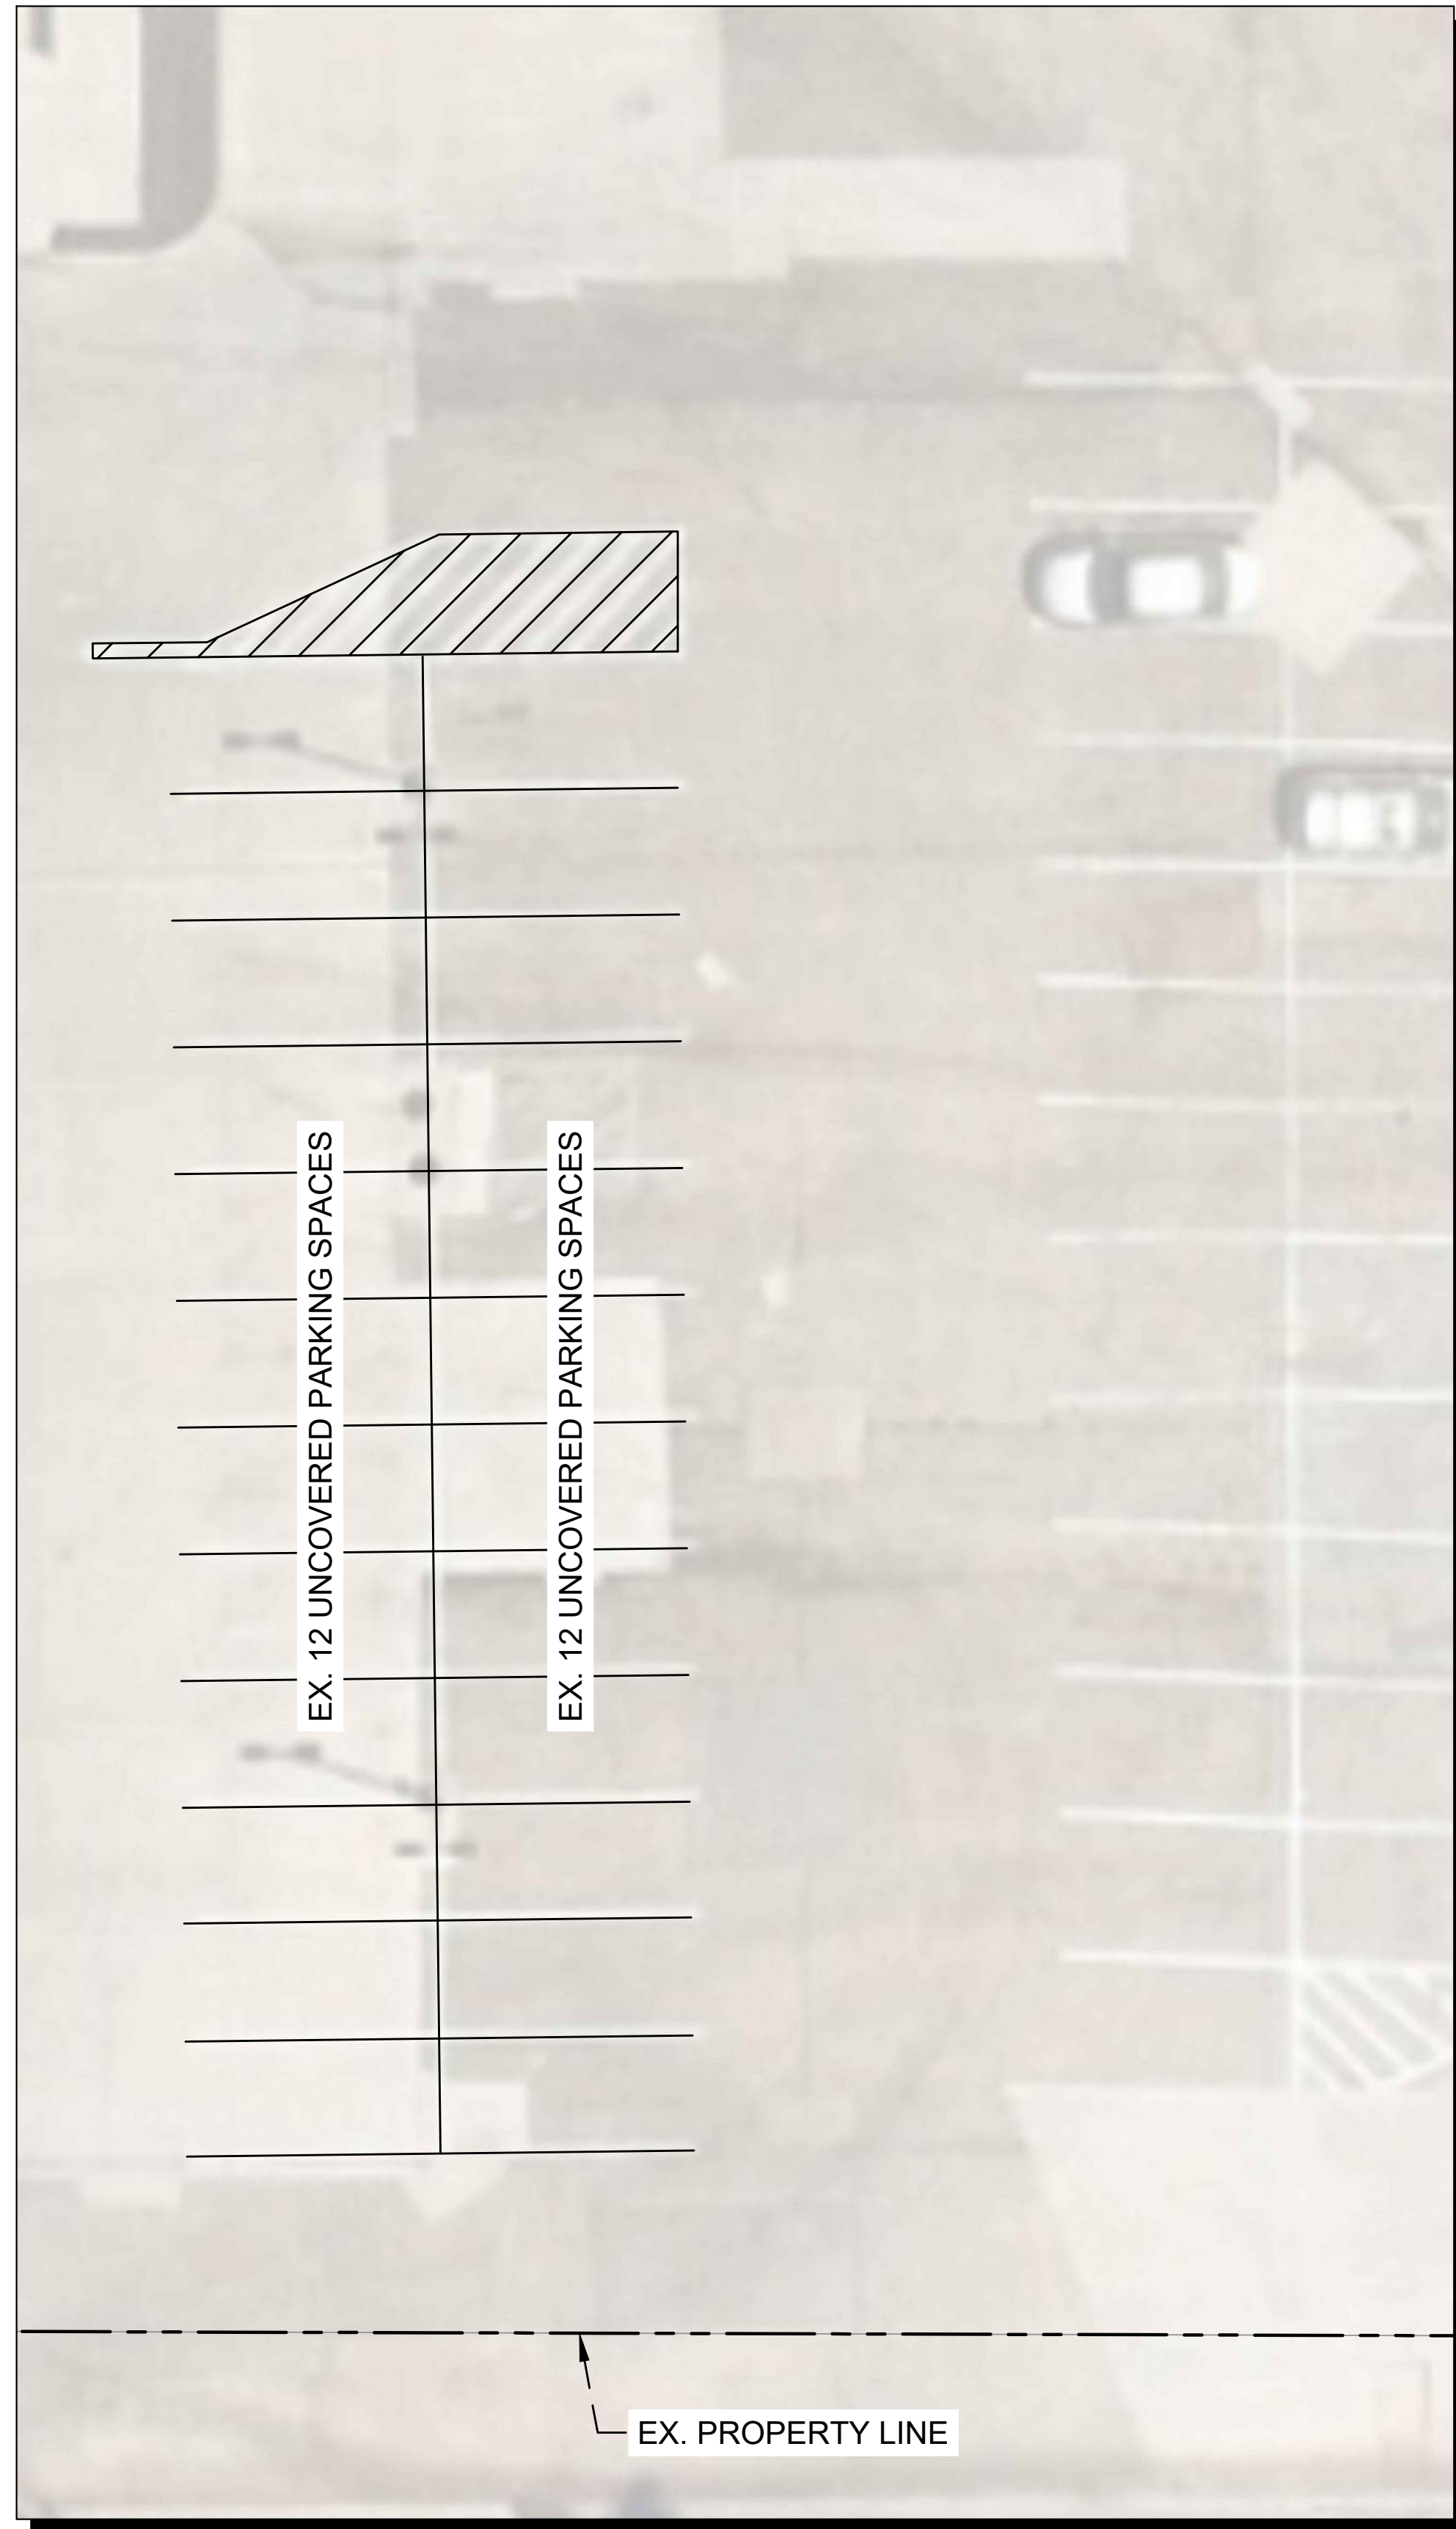 EX. 12 UNCOVERED PARKING SPACES
EX. 12 UNCOVERED PARKING SPACES
EX. PROPERTY LINE